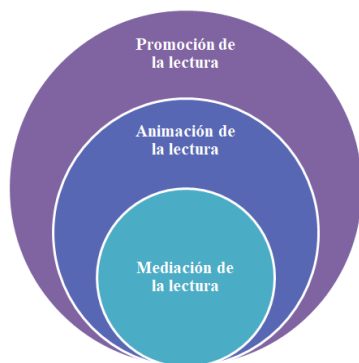 Promoción de
la lectura
Animación de
la lectura
Mediación de
la lectura